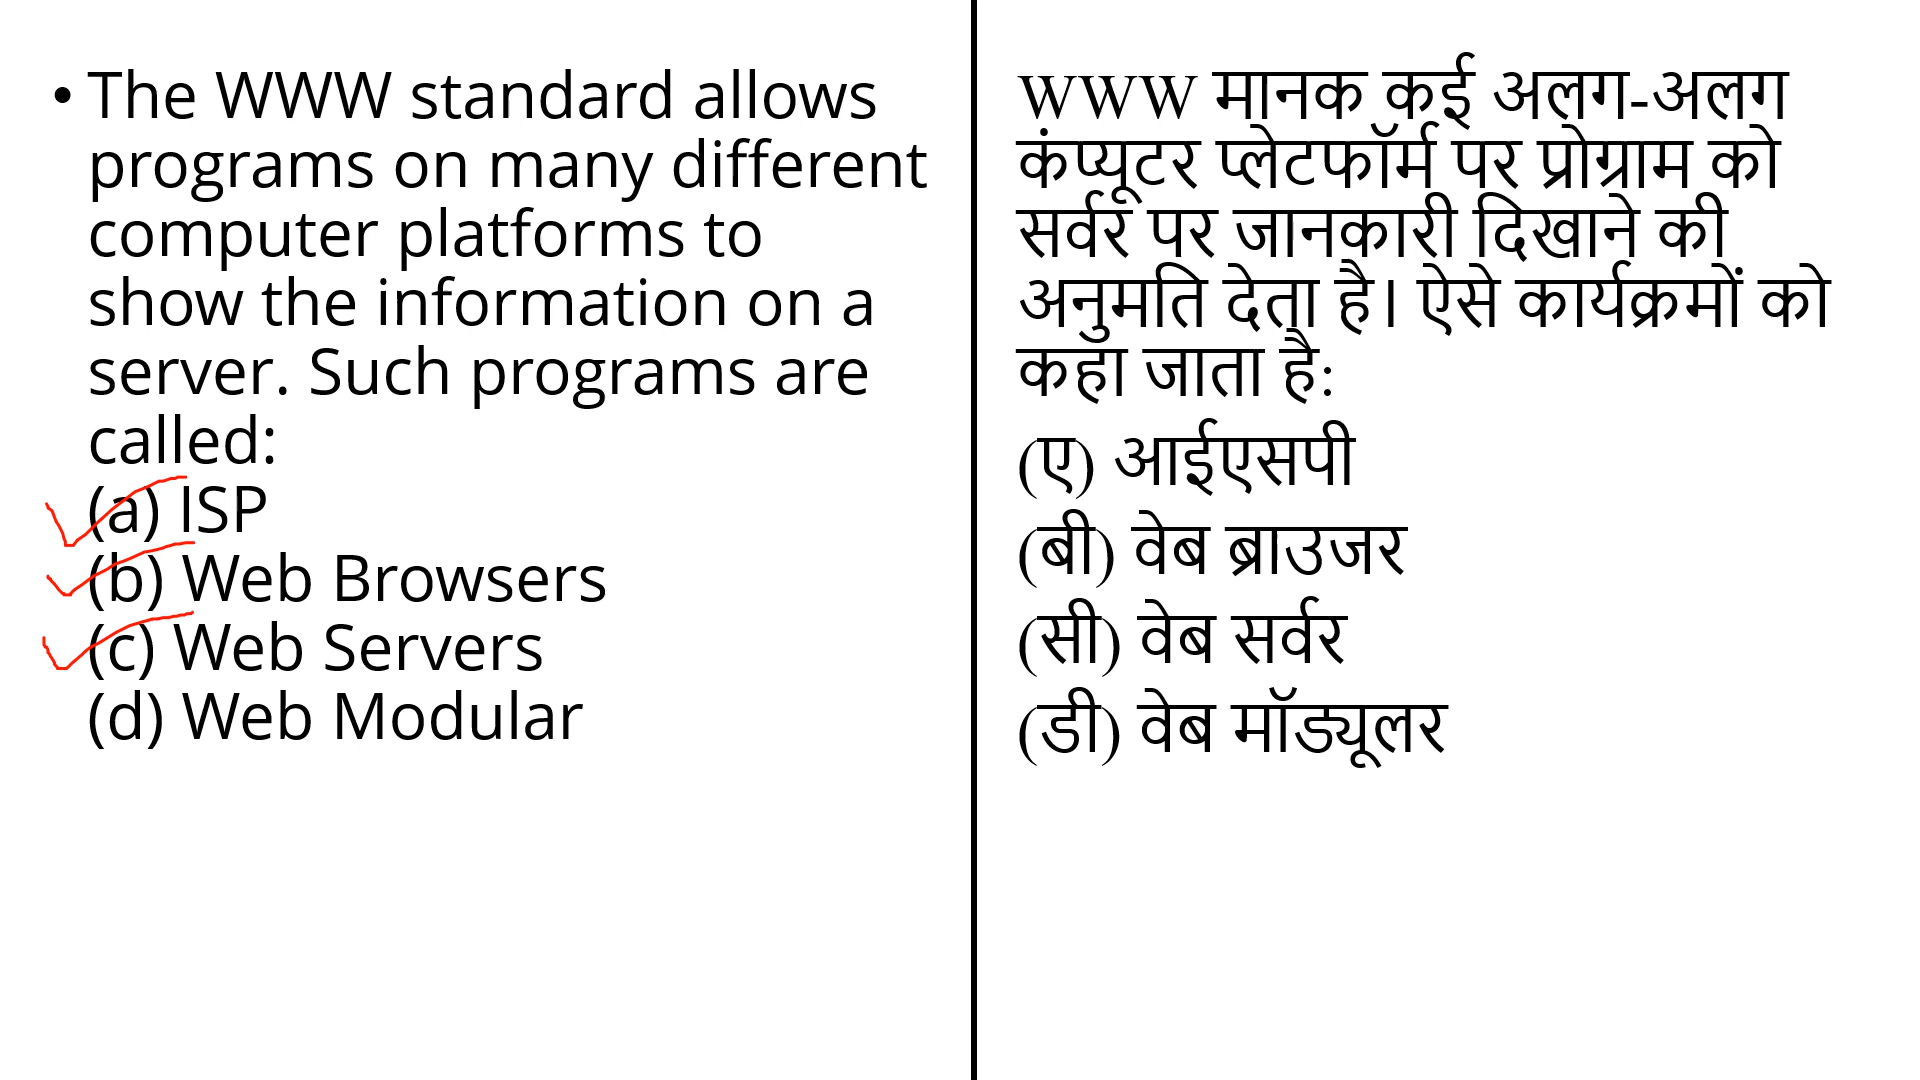 • The WWW standard allows
programs on many different
computer platforms to
show the information on a
server. Such programs are
called:
(a) ISP
(b) Web Browsers
(c) Web Servers
(d) Web Modular
WWW मानक कई अलग-अलग
कंप्यूटर प्लेटफॉर्म पर प्रोग्राम को
सर्वर पर जानकारी दिखाने की
अनुमति देता है। ऐसे कार्यक्रमों को
कहा जाता है:
(ए) आईएसपी
(बी) वेब ब्राउजर
(सी) वेब सर्वर
(डी) वेब मॉड्यूलर